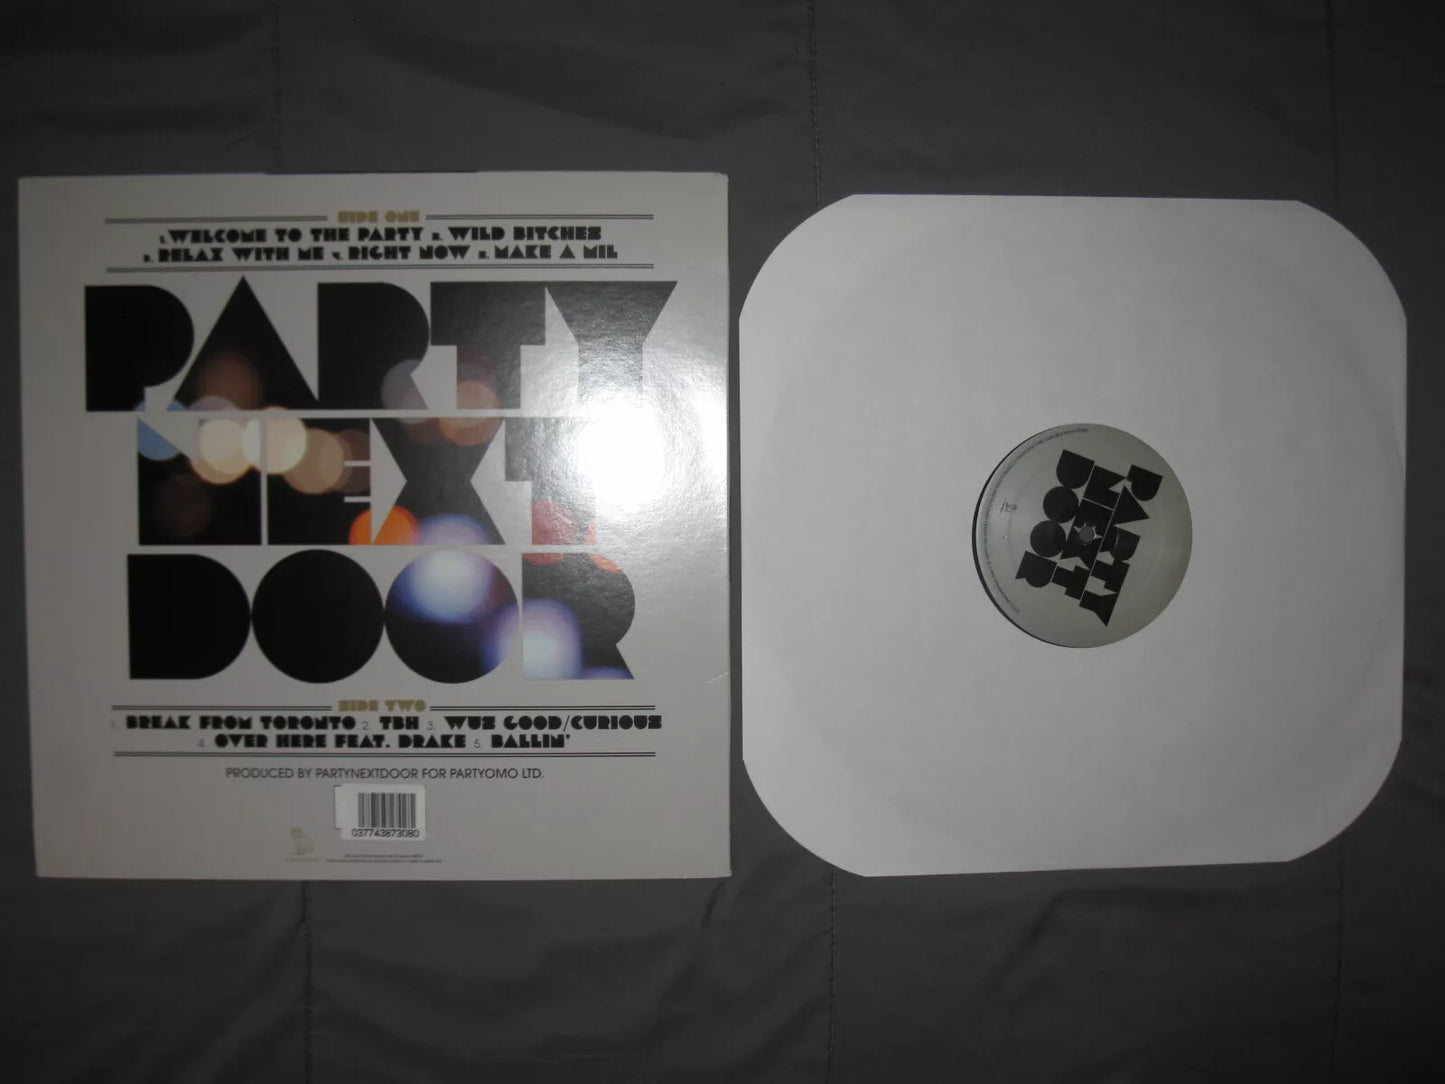 SIDE ONE
1. WELCOME TO THE PARTY 2. WILD BITCHES
3. RELAX WITH ME 4. RIGHT NOW 5. MAKE A MIL
PARTY
NEXT
DOOR
SIDE TWO
1. BREAK FROM TORONTO 2. TBH 3. WUS GOOD/CURIOUS
4. OVER HERE FEAT. DRAKE 5. BALLIN'
PRODUCED BY PARTYNEXTDOOR FOR PARTYOMO LTD.
037743873080
PARTY
NEXT
DOOR